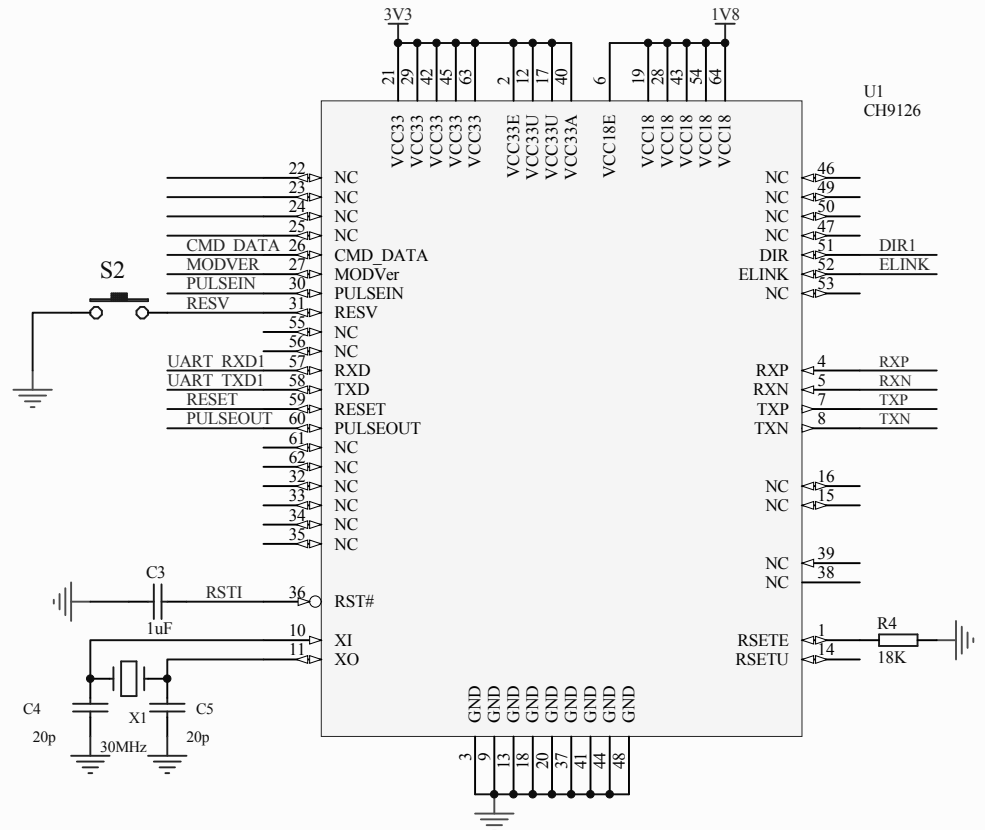 3V3
1V8
21
29
42
45
63
2
12
17
40
6
19
28
43
54
64
VCC33
VCC33
VCC33
VCC33
VCC33
VCC33E
VCC33U
VCC33U
VCC33A
VCC18E
VCC18
VCC18
VCC18
VCC18
VCC18
U1
CH9126
22 NC
23 NC
24 NC
25 NC
CMD_DATA 26 CMD_DATA
MODVER 27 MODVer
PULSEIN 30 PULSEIN
S2
RESV 31 RESV
55 NC
56 NC
UART_RXD1 57 RXD
UART_TXD1 58 TXD
RESET 59 RESET
PULSEOUT 60 PULSEOUT
61 NC
62 NC
32 NC
33 NC
34 NC
35 NC
C3
1uF
RSTI 36 RST#
10 XI
11 XO
C4
20p
X1
30MHz
C5
20p
NC 46
NC 49
NC 50
NC 47
DIR 51 DIR1
ELINK 52 ELINK
NC 53
RXP 4 RXP
RXN 5 RXN
TXP 7 TXP
TXN 8 TXN
NC 16
NC 15
NC 39
NC 38
RSETE 1
R4
18K
RSETU 14
GND
GND
GND
GND
GND
GND
GND
GND
GND
3
9
13
18
20
37
41
44
48